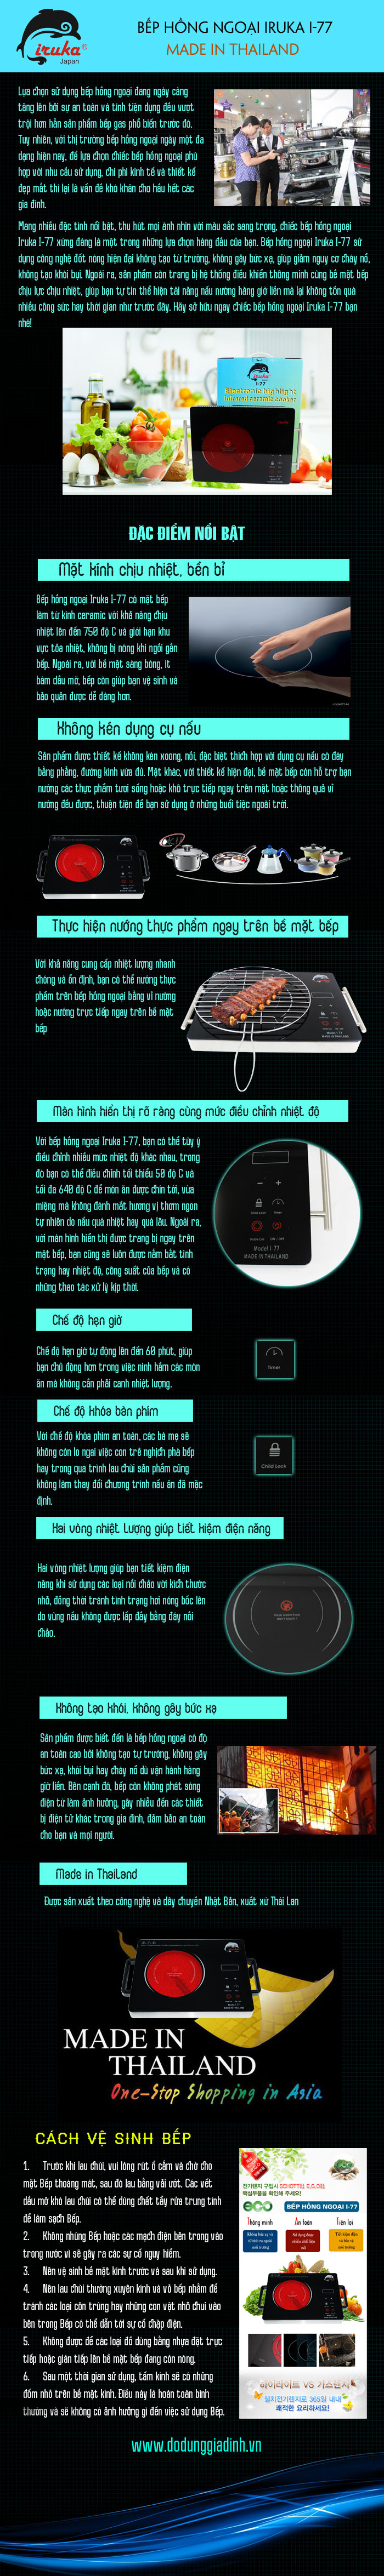 iruka®
Japan
BẾP HỒNG NGOẠI IRUKA I-77
MADE IN THAILAND
Lựa chọn sử dụng bếp hồng ngoại đang ngày càng
tăng lên bởi sự an toàn và tính tiện dụng đều vượt
trội hơn hẳn sản phẩm bếp gas phổ biến trước đó.
Tuy nhiên, với thị trường bếp hồng ngoại ngày một đa
dạng hiện nay, để lựa chọn chiếc bếp hồng ngoại phù
hợp với nhu cầu sử dụng, chi phí kinh tế và thiết kế
đẹp mắt thì lại là vấn đề khó khăn cho hầu hết các
gia đình.
Mang nhiều đặc tính nổi bật, thu hút mọi ánh nhìn với màu sắc sang trọng, chiếc bếp hồng ngoại
Iruka I-77 xứng đáng là một trong những lựa chọn hàng đầu của bạn. Bếp hồng ngoại Iruka I-77 sử
dụng công nghệ đốt nóng hiện đại không tạo từ trường, không gây bức xạ, giúp giảm nguy cơ cháy nổ,
không tạo khói bụi. Ngoài ra, sản phẩm còn trang bị hệ thống điều khiển thông minh cùng bề mặt bếp
chịu lực chịu nhiệt, giúp bạn tự tin thể hiện tài năng nấu nướng hàng giờ liền mà lại không tốn quá
nhiều công sức hay thời gian như trước đây. Hãy sở hữu ngay chiếc bếp hồng ngoại Iruka I-77 bạn
nhé!
iruka
I-77
Electronic highlight
infrared ceramic cooker
ĐẶC ĐIỂM NỔI BẬT
Mặt kính chịu nhiệt, bền bỉ
Bếp hồng ngoại Iruka I-77 có mặt bếp
làm từ kính ceramic với khả năng chịu
nhiệt lên đến 750 độ C và giới hạn khu
vực tỏa nhiệt, không bị nóng khi ngồi gần
bếp. Ngoài ra, với bề mặt sáng bóng, ít
bám dầu mỡ, bếp còn giúp bạn vệ sinh và
bảo quản được dễ dàng hơn.
Không kén dụng cụ nấu
Sản phẩm được thiết kế không kén xoong, nồi, đặc biệt thích hợp với dụng cụ nấu có đáy
bằng phẳng, đường kính vừa đủ. Mặt khác, với thiết kế hiện đại, bề mặt bếp còn hỗ trợ bạn
nướng các thực phẩm tươi sống hoặc khô trực tiếp ngay trên mặt hoặc thông quả vỉ
nướng đều được, thuận tiện để bạn sử dụng ở những buổi tiệc ngoài trời.
Thực hiện nướng thực phẩm ngay trên bề mặt bếp
Với khả năng cung cấp nhiệt lượng nhanh
chóng và ổn định, bạn có thể nướng thực
phẩm trên bếp hồng ngoại bằng vỉ nướng
hoặc nướng trực tiếp ngay trên bề mặt
bếp
Màn hình hiển thị rõ ràng cùng mức điều chỉnh nhiệt độ
Với bếp hồng ngoại Iruka I-77, bạn có thể tùy ý
điều chỉnh nhiều mức nhiệt độ khác nhau, trong
đó bạn có thể điều chỉnh tối thiểu 50 độ C và
tối đa 640 độ C để món ăn được chín tới, vừa
miệng mà không đánh mất hương vị thơm ngon
tự nhiên do nấu quá nhiệt hay quá lâu. Ngoài ra,
với màn hình hiển thị được trang bị ngay trên
mặt bếp, bạn cũng sẽ luôn được nắm bắt tình
trạng hay nhiệt độ, công suất của bếp và có
những thao tác xử lý kịp thời.
Child Lock
Timer
ON / OFF
Model I-77
MADE IN THAILAND
Chế độ hẹn giờ
Chế độ hẹn giờ tự động lên đến 60 phút, giúp
bạn chủ động hơn trong việc ninh hầm các món
ăn mà không cần phải canh nhiệt lượng.
Timer
Chế độ khóa bàn phím
Với chế độ khóa phím an toàn, các bà mẹ sẽ
không còn lo ngại việc con trẻ nghịch phá bếp
hay trong quá trình lau chùi sản phẩm cũng
không làm thay đổi chương trình nấu ăn đã mặc
định.
Child Lock
Hai vòng nhiệt lượng giúp tiết kiệm điện năng
Hai vòng nhiệt lượng giúp bạn tiết kiệm điện
năng khi sử dụng các loại nồi chảo với kích thước
nhỏ, đồng thời tránh tình trạng hơi nóng bốc lên
do vùng nấu không được lấp đầy bằng đáy nồi
chảo.
Không tạo khói, không gây bức xạ
Sản phẩm được biết đến là bếp hồng ngoại có độ
an toàn cao bởi không tạo từ trường, không gây
bức xạ, khói bụi hay cháy nổ dù vận hành hàng
giờ liền. Bên cạnh đó, bếp còn không phát sóng
điện từ làm ảnh hưởng, gây nhiễu đến các thiết
bị điện tử khác trong gia đình, đảm bảo an toàn
cho bạn và mọi người.
Made in ThaiLand
Được sản xuất theo công nghệ và dây chuyền Nhật Bản, xuất xứ Thái Lan
MADE IN
THAILAND
One-Stop Shopping in Asia
CÁCH VỆ SINH BẾP
1. Trước khi lau chùi, vui lòng rút ổ cắm và chờ cho
mặt Bếp thoáng mát, sau đó lau bằng vải ướt. Các vết
dầu mỡ khó lau chùi có thể dùng chất tẩy rửa trung tính
để làm sạch Bếp.
2. Không nhúng Bếp hoặc các mạch điện bên trong vào
trong nước vì sẽ gây ra các sự cố nguy hiểm.
3. Nên vệ sinh bề mặt kính trước và sau khi sử dụng.
4. Nên lau chùi thường xuyên kính và vỏ bếp nhằm để
tránh các loại côn trùng hay những con vật nhỏ chui vào
bên trong Bếp có thể dẫn tới sự cố chập điện.
5. Không được để các loại đồ dùng bằng nhựa đặt trực
tiếp hoặc gián tiếp lên bề mặt bếp đang còn nóng.
6. Sau một thời gian sử dụng, tấm kính sẽ có những
đốm nhỏ trên bề mặt kính. Điều này là hoàn toàn bình
thường và sẽ không có ảnh hưởng gì đến việc sử dụng Bếp.
eco
BẾP HỒNG NGOẠI I-77
Thông minh
An toàn
Tiện lợi
하이라이트 VS 가스렌지
쾌적한 요리하세요!
www.dodunggiadinh.vn